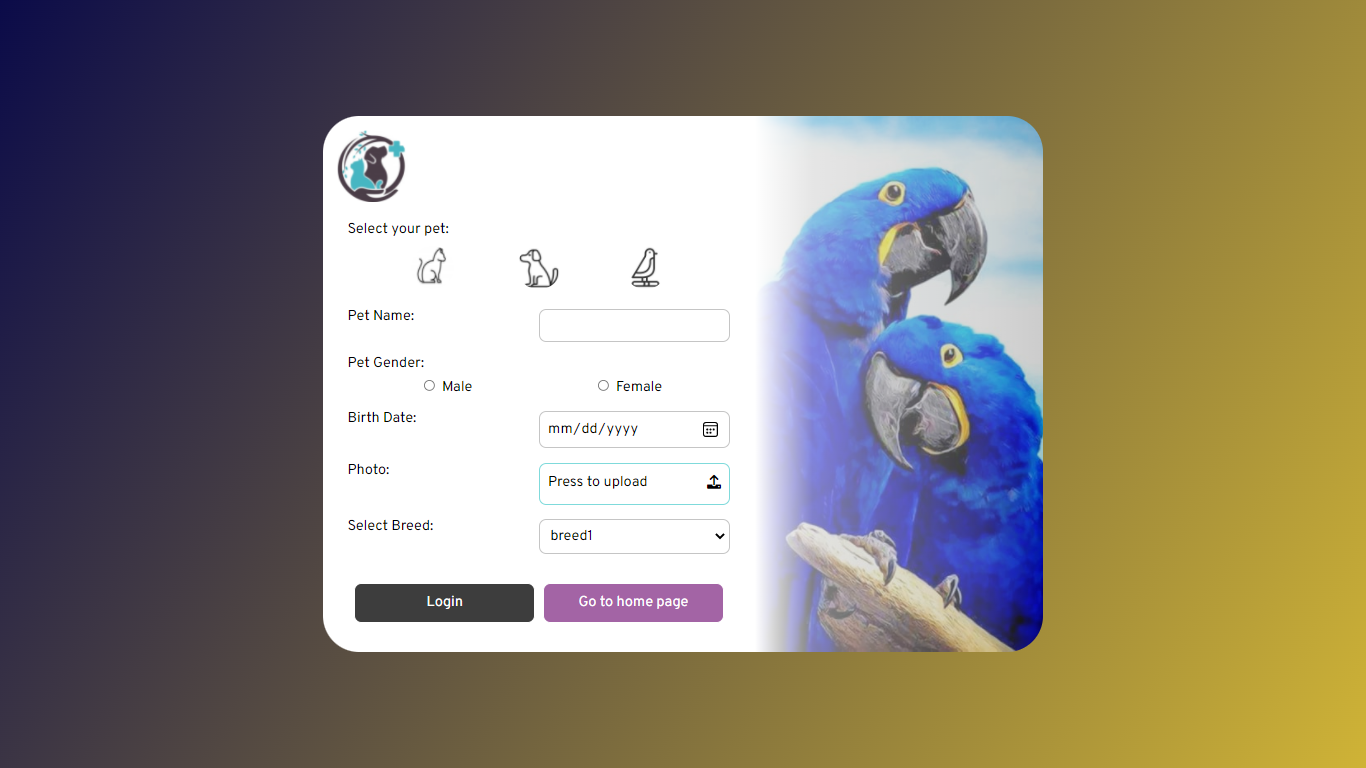 Select your pet:
Pet Name:
Pet Gender:
Male Female
Birth Date: mm/dd/yyyy
Photo: Press to upload
Select Breed: breed1
Login Go to home page